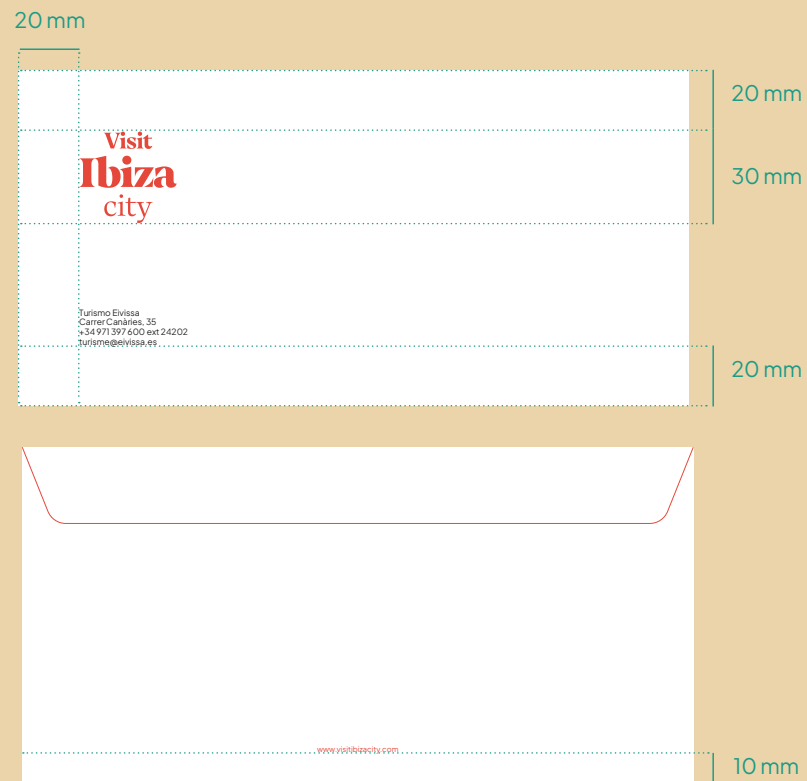 20 mm
20 mm
Visit
Ibiza
city
30 mm
Turismo Eivissa
Carrer Canàries, 35
+34 971 397 600 ext 24202
turisme@eivissa.es
20 mm
www.visitibizacity.com
10 mm